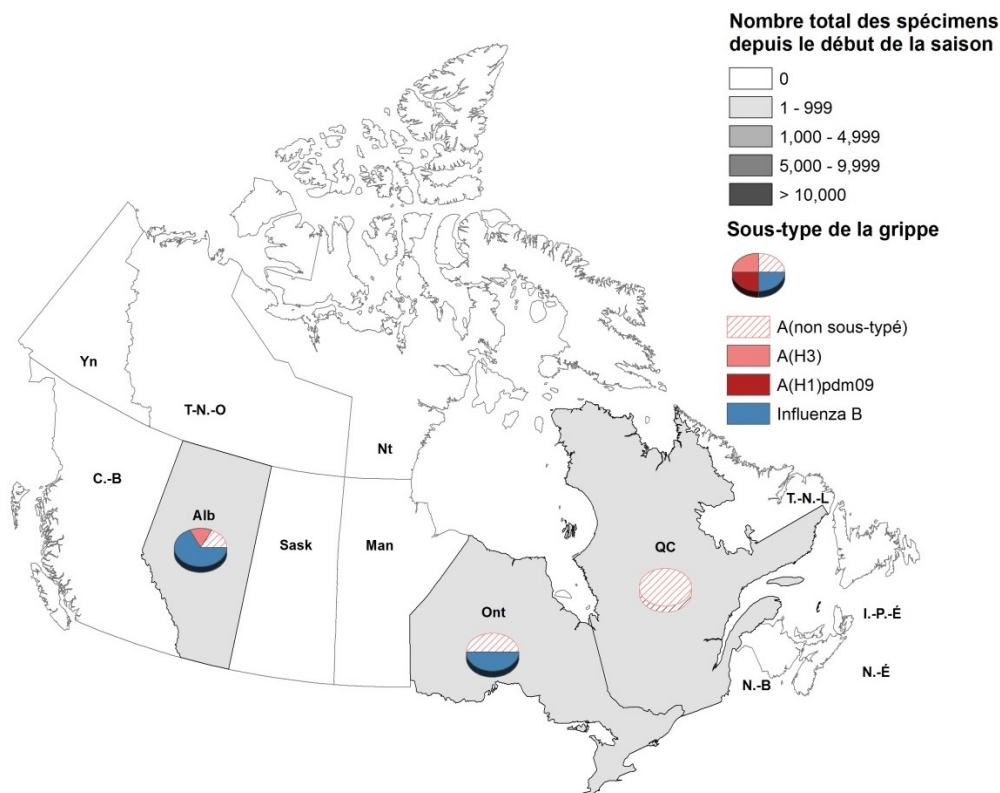 Nombre total des spécimens
depuis le début de la saison
0
1 - 999
1,000 - 4,999
5,000 - 9,999
> 10,000
Sous-type de la grippe
A(non sous-typé)
A(H3)
A(H1)pdm09
Influenza B
Yn
T-N.-O
Nt
C.-B
Alb
Sask
Man
Ont
QC
T.-N.-L
I.-P.-É
N.-B
N.-É